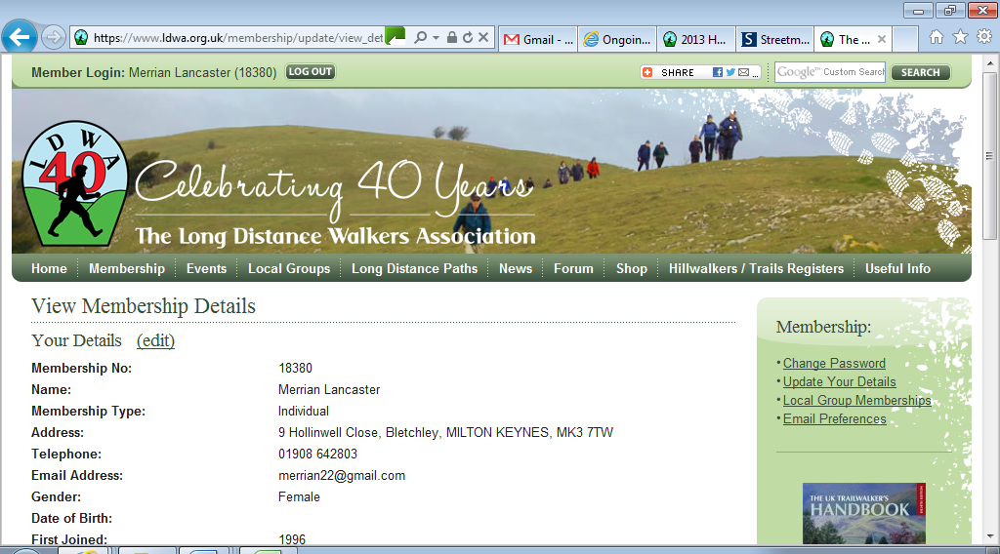 https://www.ldwa.org.uk/membership/update/view_det
Gmail - ...
Ongoin...
2013 H...
Streetm...
The ...
Member Login: Merrian Lancaster (18380) LOG OUT
SHARE ...
Google™ Custom Search SEARCH
LDWA
40
Celebrating 40 Years
The Long Distance Walkers Association
Home Membership Events Local Groups Long Distance Paths News Forum Shop Hillwalkers / Trails Registers Useful Info
View Membership Details
Your Details (edit)
Membership No: 18380
Name: Merrian Lancaster
Membership Type: Individual
Address: 9 Hollinwell Close, Bletchley, MILTON KEYNES, MK3 7TW
Telephone: 01908 642803
Email Address: merrian22@gmail.com
Gender: Female
Date of Birth:
First Joined: 1996
Membership:
• Change Password
• Update Your Details
• Local Group Memberships
• Email Preferences
THE UK TRAILWALKER'S
HANDBOOK